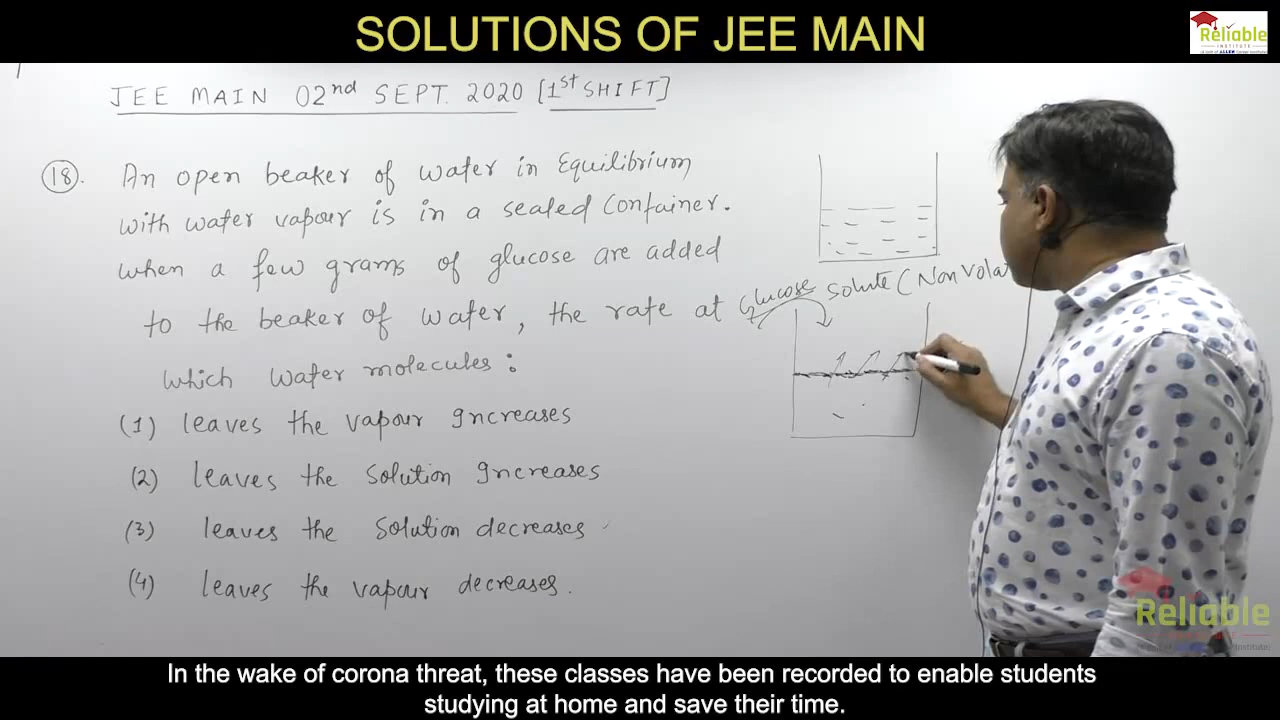 SOLUTIONS OF JEE MAIN
Reliable
INSTITUTE
JEE MAIN 02nd SEPT. 2020 [1st SHIFT]
18. An open beaker of water in Equilibrium
with water vapour is in a sealed container.
when a few grams of glucose are added
to the beaker of water, the rate at
which water molecules:
(1) leaves the vapour Increases
(2) leaves the solution Increases
(3) leaves the solution decreases
(4) leaves the vapour decreases.
Glucose solute (Non Vola
Reliable
In the wake of corona threat, these classes have been recorded to enable students
studying at home and save their time.